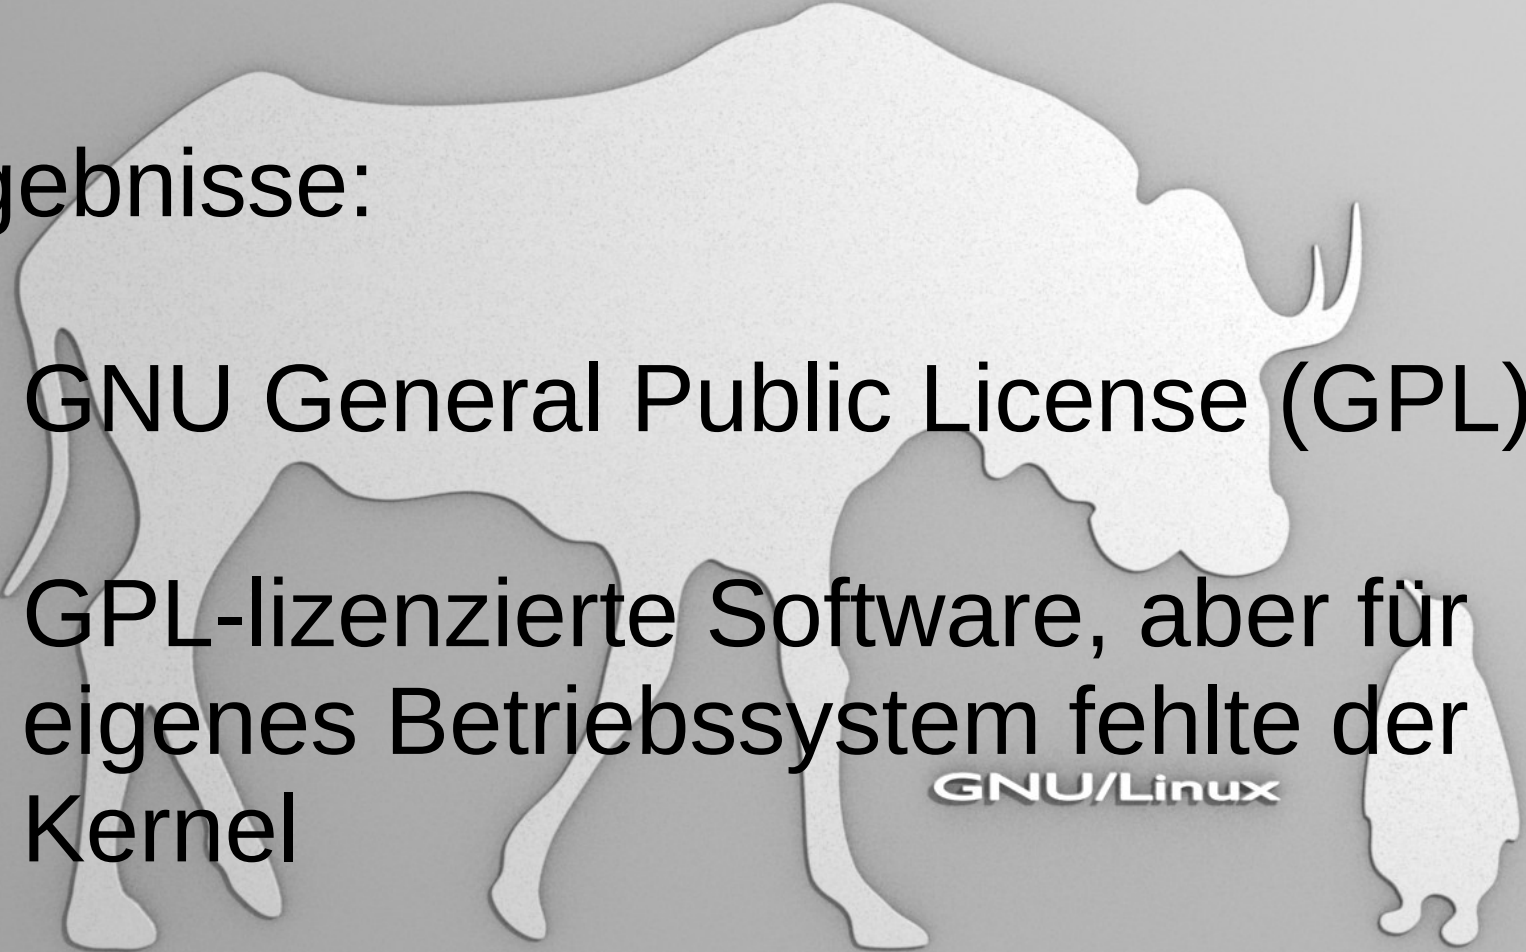 gebnisse:
GNU General Public License (GPL)
GPL-lizenzierte Software, aber für
eigenes Betriebssystem fehlte der
GNU/Linux
Kernel